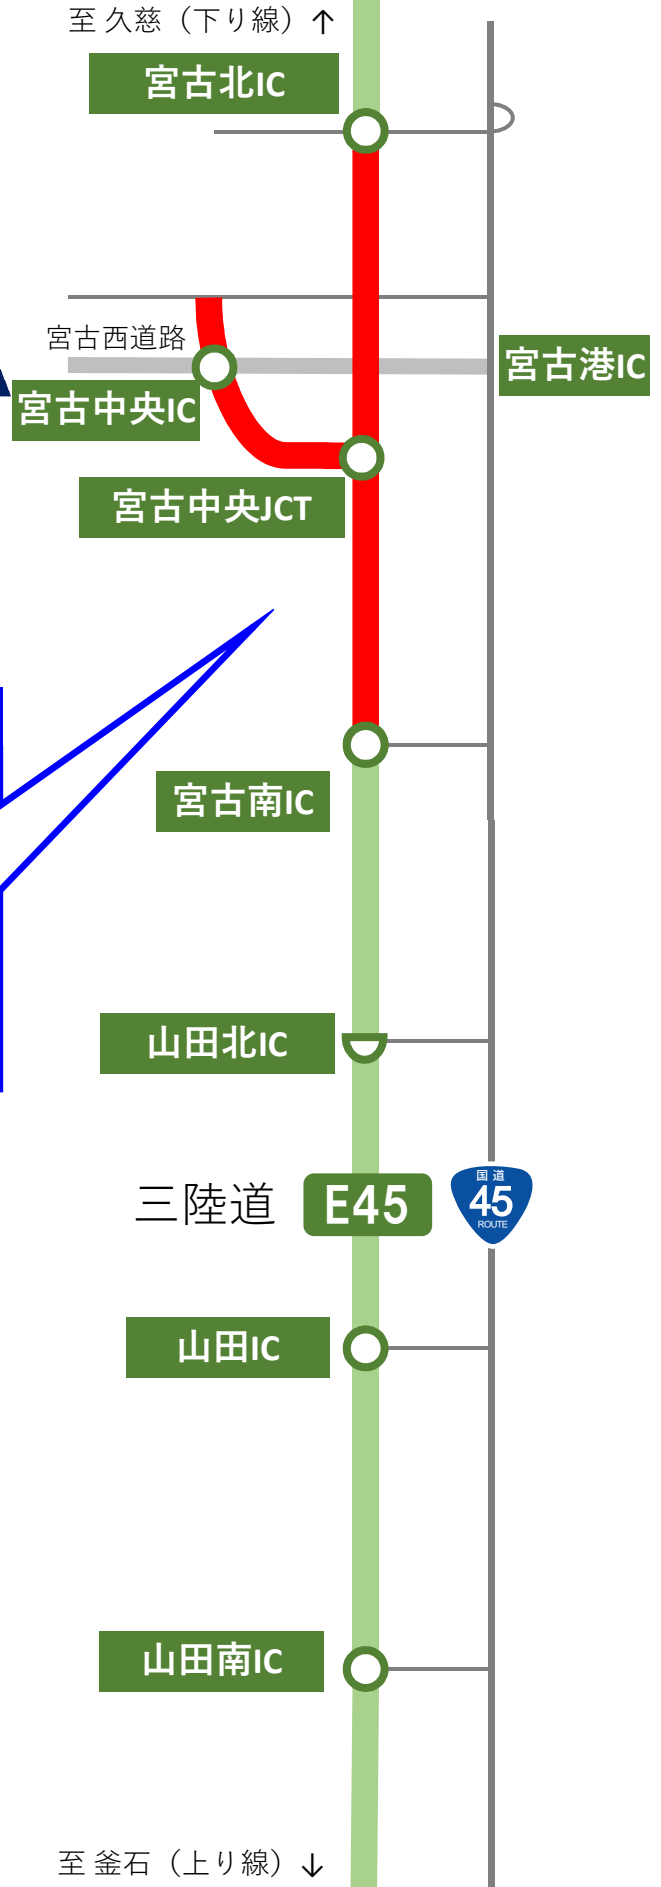 至 久慈（下り線）↑
宮古北IC
宮古西道路
宮古港IC
宮古中央IC
宮古中央JCT
宮古南IC
山田北IC
三陸道
E45
国道
45
ROUTE
山田IC
山田南IC
至 釜石（上り線）↓